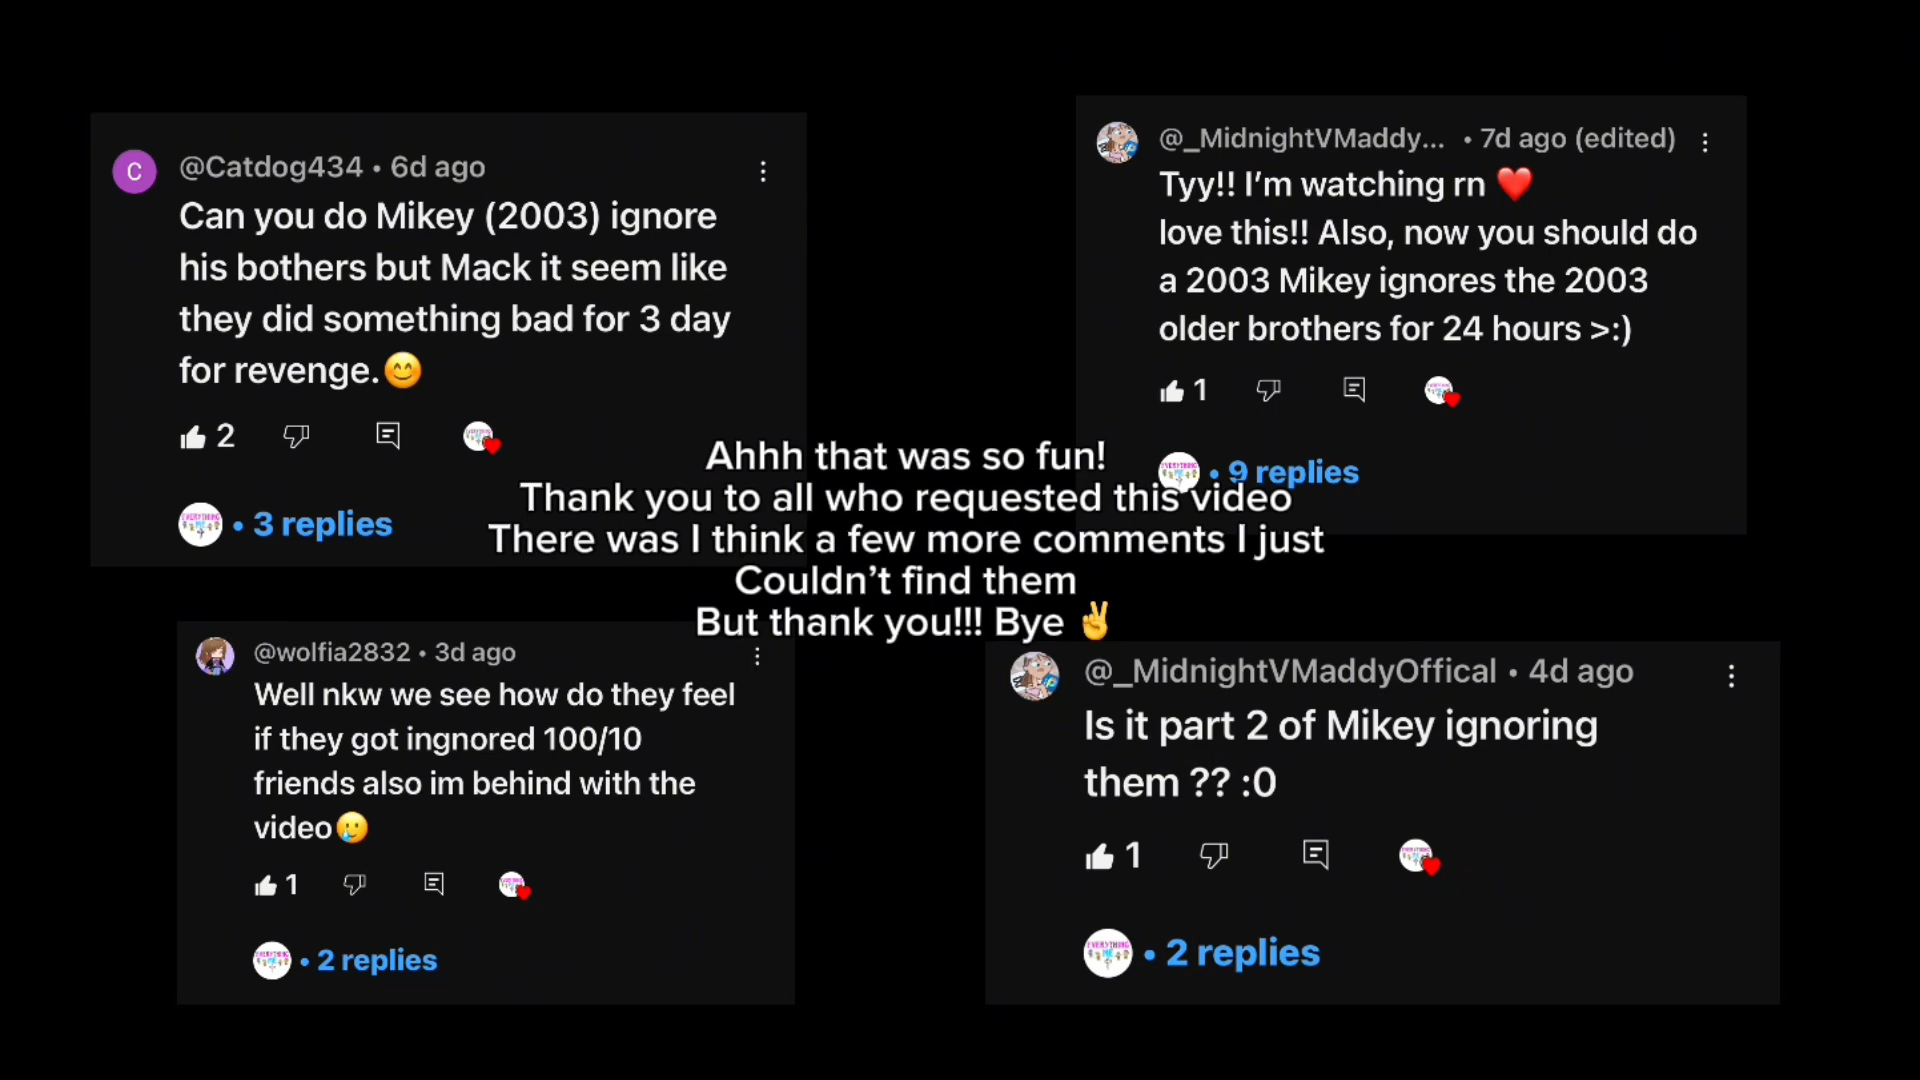 C
@Catdog434 • 6d ago
Can you do Mikey (2003) ignore
his bothers but Mack it seem like
they did something bad for 3 day
for revenge.😊
2
• 3 replies
@_MidnightVMaddy... • 7d ago (edited)
Tyy!! I'm watching rn ❤️
love this!! Also, now you should do
a 2003 Mikey ignores the 2003
older brothers for 24 hours >:)
1
• 9 replies
Ahhh that was so fun!
Thank you to all who requested this video
There was I think a few more comments I just
Couldn't find them
But thank you!!! Bye ✌️
@wolfia2832 • 3d ago
Well nkw we see how do they feel
if they got ingnored 100/10
friends also im behind with the
video🥲
1
• 2 replies
@_MidnightVMaddyOffical • 4d ago
Is it part 2 of Mikey ignoring
them ?? :0
1
EVERYTHING
ME
• 2 replies